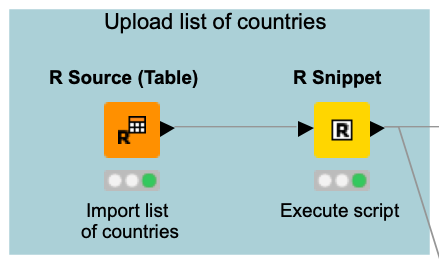 Upload list of countries
R Source (Table)
R Snippet
R
R
Import list
of countries
Execute script